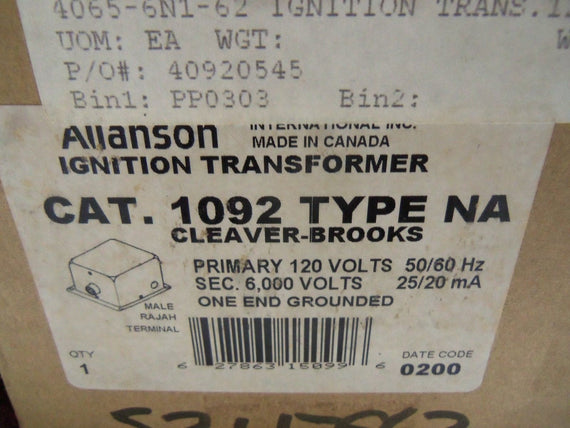 4065-6N1-62 IGNITION TRANS.
UOM: EA WGT:
P/O#: 40920545
Bin1: PP0303 Bin2:
Allanson INTERNATIONAL INC.
MADE IN CANADA
IGNITION TRANSFORMER
CAT. 1092 TYPE NA
CLEAVER-BROOKS
PRIMARY 120 VOLTS 50/60 Hz
SEC. 6,000 VOLTS 25/20 mA
ONE END GROUNDED
MALE
RAJAH
TERMINAL
QTY
1
6 27863 15099 6
DATE CODE
0200